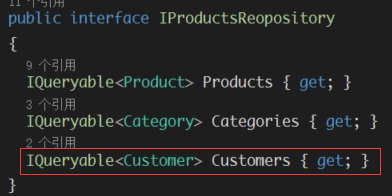 11 个引用
public interface IProductsReopository
{
9 个引用
IQueryable<Product> Products { get; }
3 个引用
IQueryable<Category> Categories { get; }
2 个引用
IQueryable<Customer> Customers { get; }
}